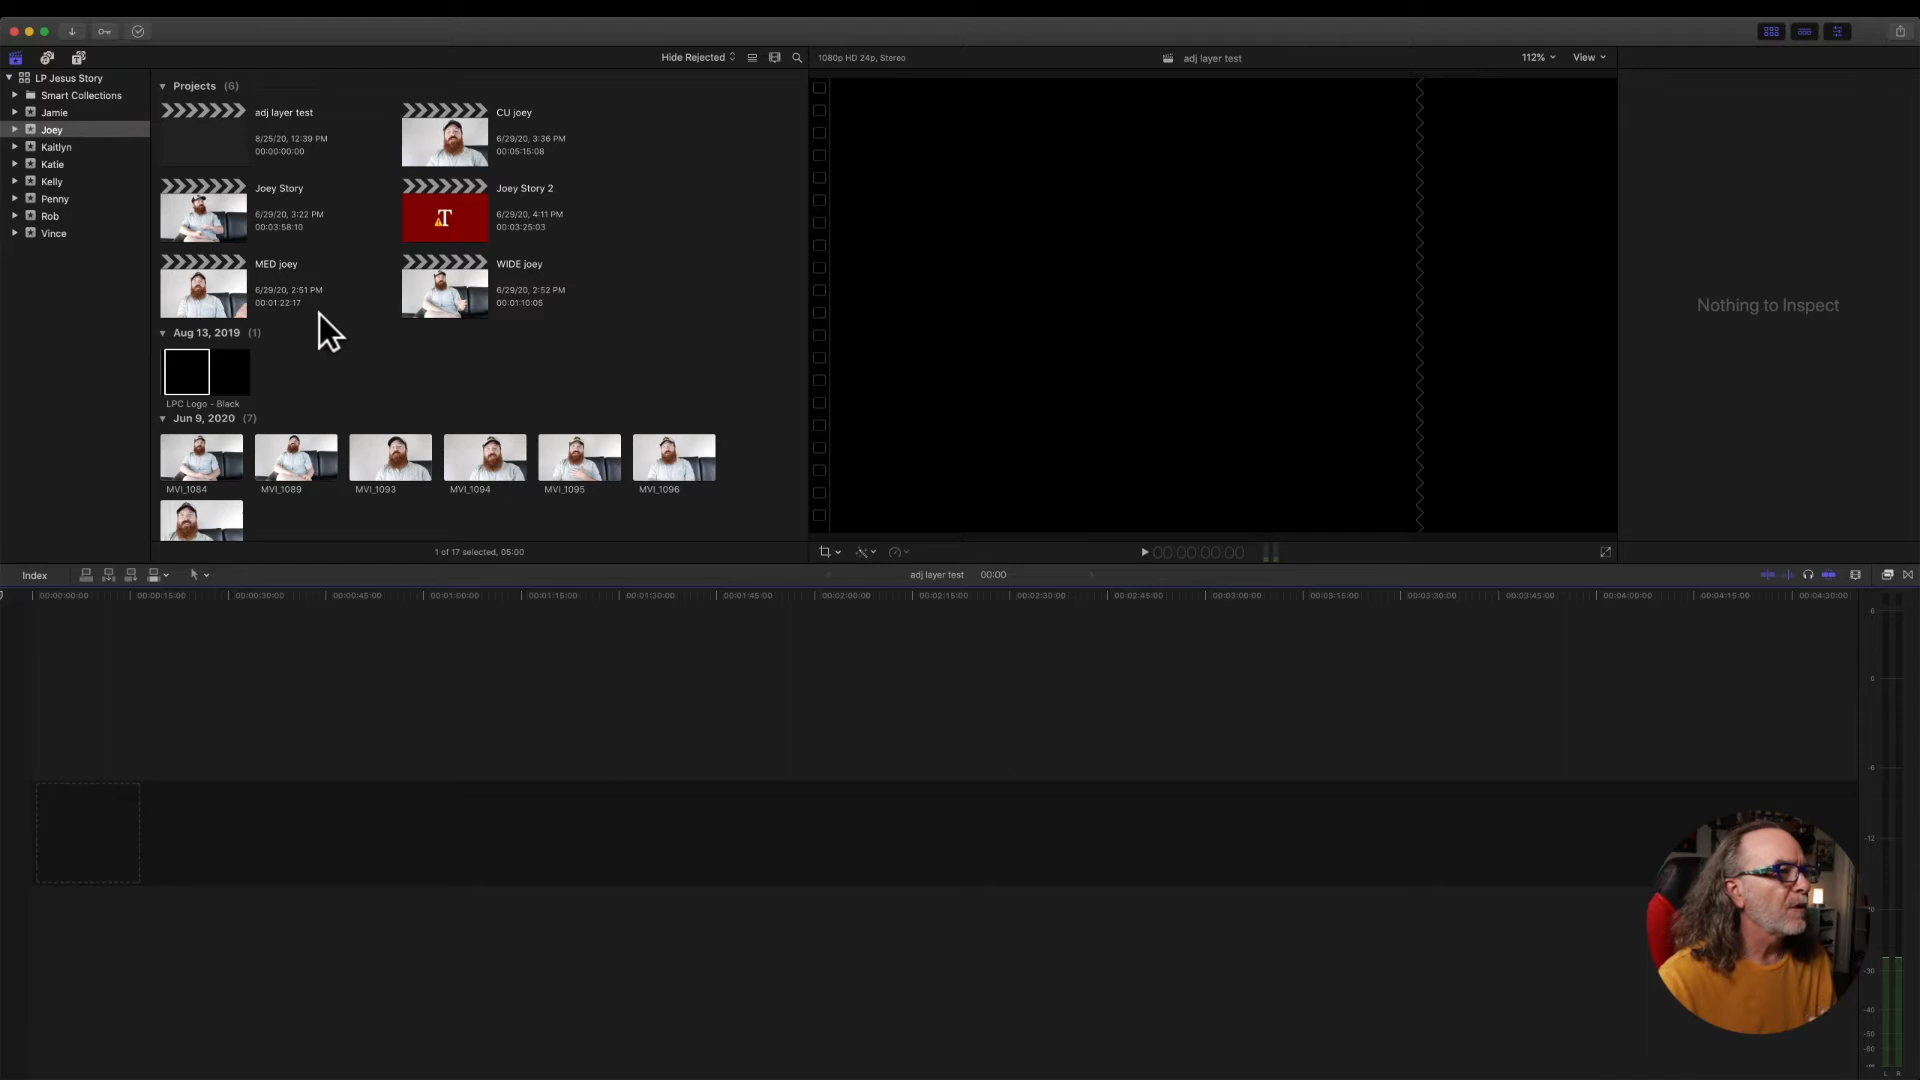 Hide Rejected
1080p HD 24p, Stereo
adj layer test
112%
View
LP Jesus Story
Smart Collections
Jamie
Joey
Kaitlyn
Katie
Kelly
Penny
Rob
Vince
Projects (6)
adj layer test
8/25/20, 12:39 PM
00:00:00:00
CU joey
6/29/20, 3:36 PM
00:05:15:08
Joey Story
6/29/20, 3:22 PM
00:03:58:10
T
Joey Story 2
6/29/20, 4:11 PM
00:03:25:03
MED joey
6/29/20, 2:51 PM
00:01:22:17
WIDE joey
6/29/20, 2:52 PM
00:01:10:05
Aug 13, 2019 (1)
LPC Logo - Black
Jun 9, 2020 (7)
MVI_1084
MVI_1089
MVI_1093
MVI_1094
MVI_1095
MVI_1096
1 of 17 selected, 05:00
Nothing to Inspect
00:00:00:00
Index
adj layer test
00:00
00:00:00:00
00:00:15:00
00:00:30:00
00:00:45:00
00:01:00:00
00:01:15:00
00:01:30:00
00:01:45:00
00:02:00:00
00:02:15:00
00:02:30:00
00:02:45:00
00:03:00:00
00:03:15:00
00:03:30:00
00:03:45:00
00:04:00:00
00:04:15:00
00:04:30:00
6
0
-6
-12
-30
-40
-50
-60
L R